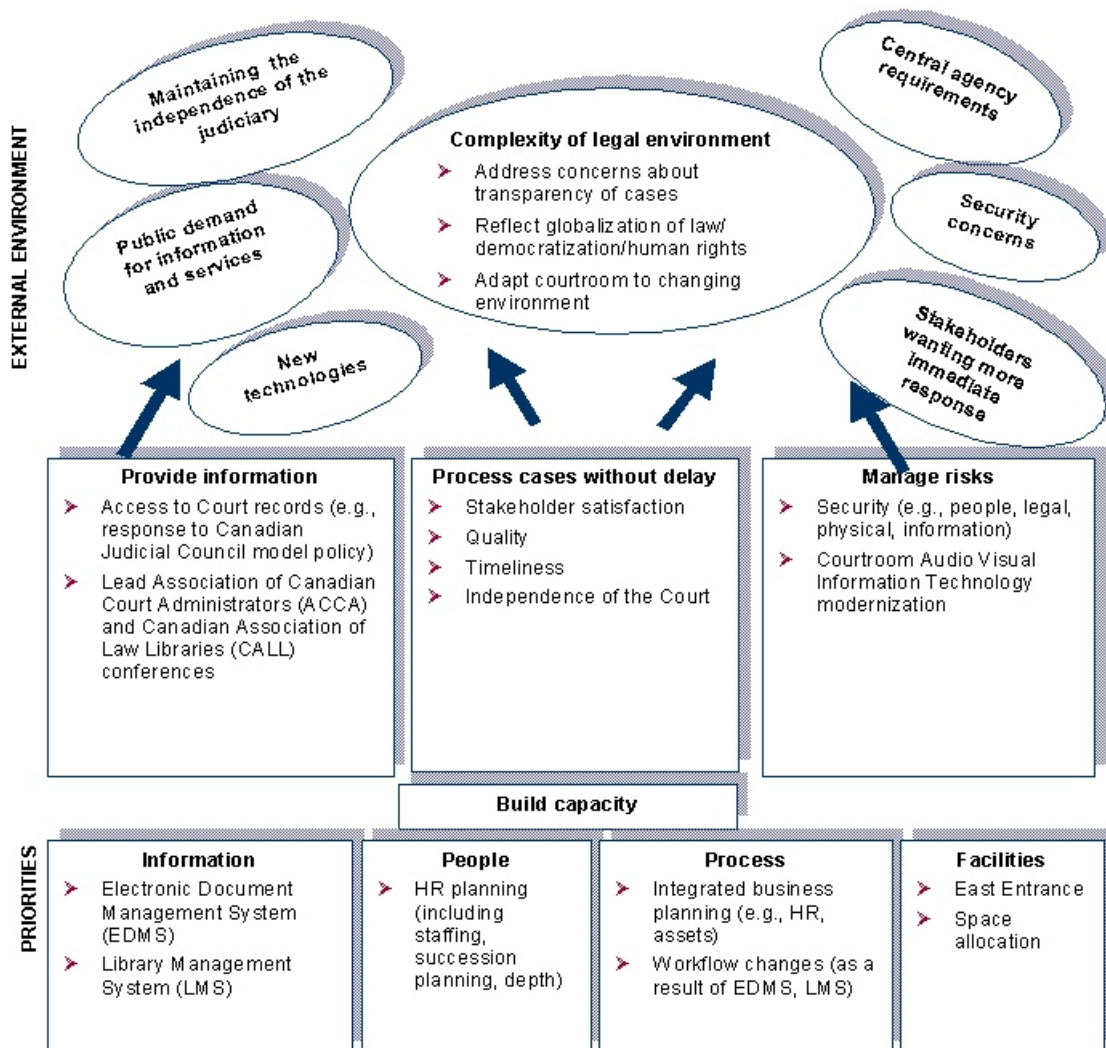 EXTERNAL ENVIRONMENT
Maintaining the
independence of the
judiciary
Public demand
for information
and services
New
technologies
Complexity of legal environment
Address concerns about
transparency of cases
Reflect globalization of law/
democratization/human rights
Adapt courtroom to changing
environment
Central agency
requirements
Security
concerns
Stakeholders
wanting more
immediate
response
Provide information
Access to Court records (e.g.,
response to Canadian
Judicial Council model policy)
Lead Association of Canadian
Court Administrators (ACCA)
and Canadian Association of
Law Libraries (CALL)
conferences
Process cases without delay
Stakeholder satisfaction
Quality
Timeliness
Independence of the Court
Manage risks
Security (e.g., people, legal,
physical, information)
Courtroom Audio Visual
Information Technology
modernization
Build capacity
PRIORITIES
Information
Electronic Document
Management System
(EDMS)
Library Management
System (LMS)
People
HR planning
(including
staffing,
succession
planning, depth)
Process
Integrated business
planning (e.g., HR,
assets)
Workflow changes (as a
result of EDMS, LMS)
Facilities
East Entrance
Space
allocation